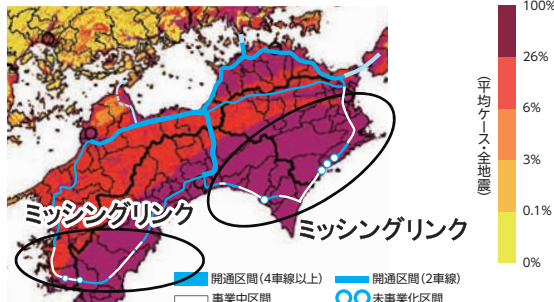 100%
26%
6%
3%
0.1%
0%
(平均ケース・全地震)
ミッシングリンク
ミッシングリンク
開通区間(4車線以上) 開通区間(2車線)
事業中区間 未事業化区間